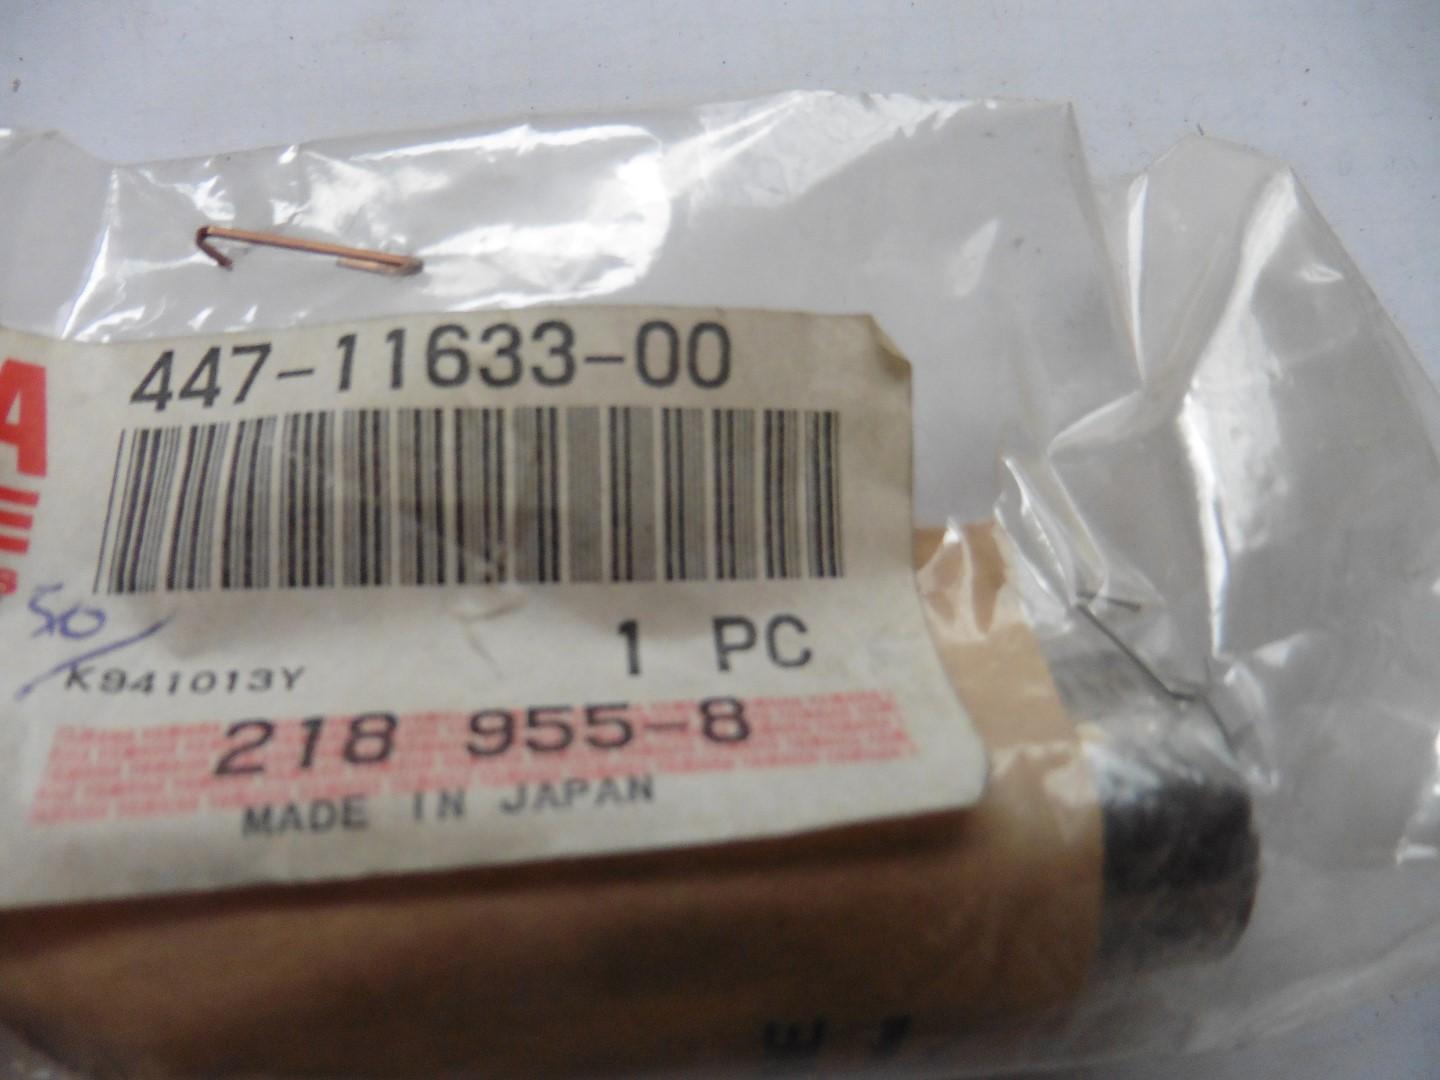 447-11633-00
A
50
1 PC
K941013Y
218 955-8
MADE IN JAPAN